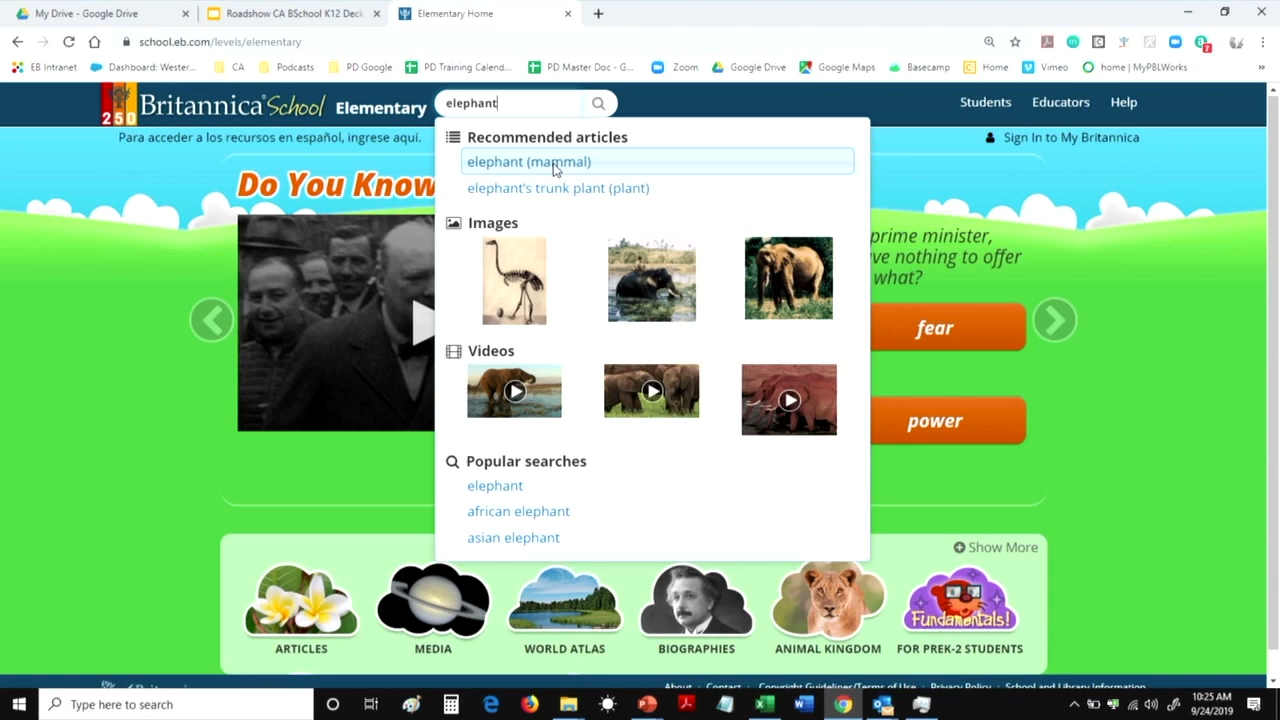 My Drive - Google Drive
Roadshow CA BSchool K12 Deck
Elementary Home
school.eb.com/levels/elementary
EB Intranet
Dashboard: Wester...
CA
Podcasts
PD Google
PD Training Calend...
PD Master Doc - G...
Zoom
Google Drive
Google Maps
Basecamp
Home
Vimeo
home | MyPBLWorks
250
Britannica School Elementary
elephant
Students
Educators
Help
Para acceder a los recursos en español, ingrese aquí.
Sign In to My Britannica
Do You Know
Recommended articles
elephant (mammal)
elephant's trunk plant (plant)
Images
Videos
Popular searches
elephant
african elephant
asian elephant
prime minister,
ve nothing to offer
what?
fear
power
Show More
Fundamentals!
ARTICLES
MEDIA
WORLD ATLAS
BIOGRAPHIES
ANIMAL KINGDOM
FOR PREK-2 STUDENTS
About
Contact
Copyright Guidelines/Terms of Use
Privacy Policy
School and Library Information
Type here to search
10:25 AM
9/24/2019